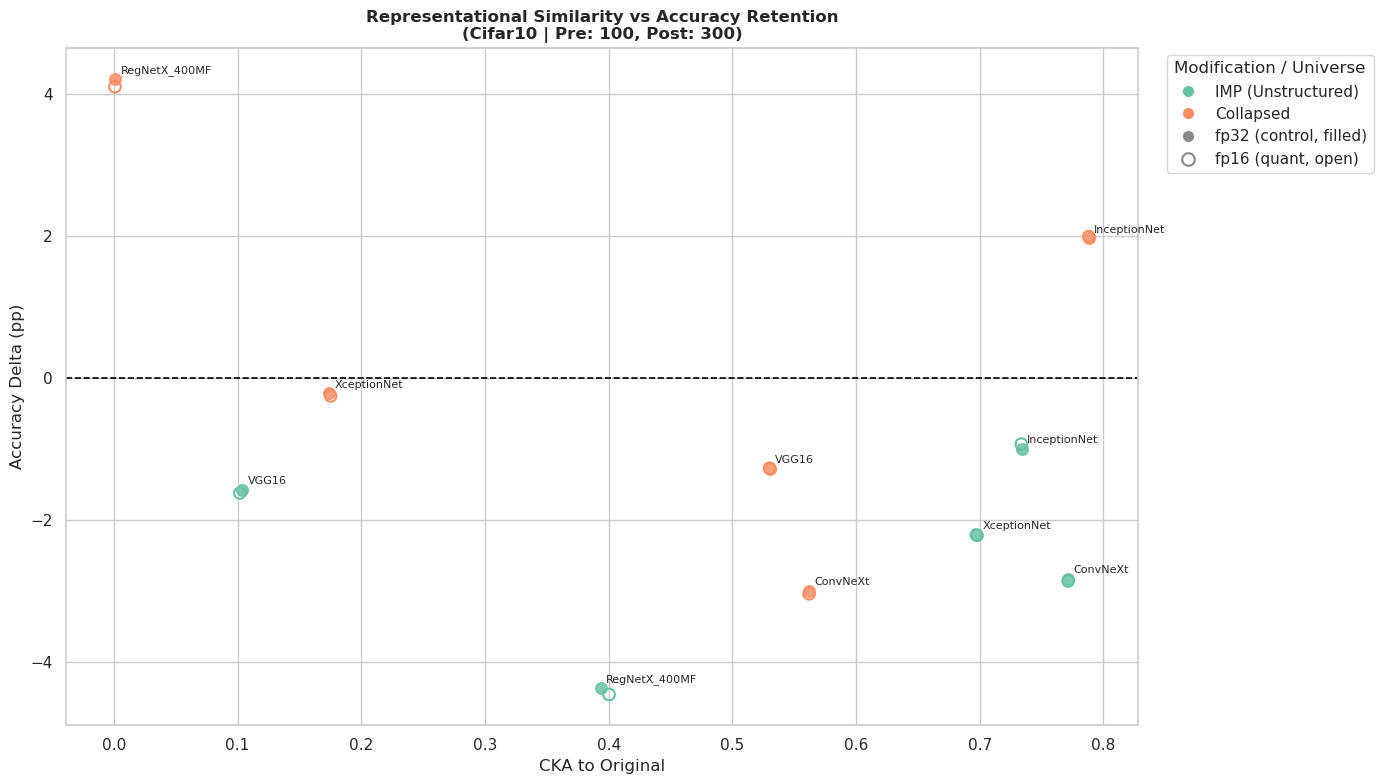 Representational Similarity vs Accuracy Retention
(Cifar10 | Pre: 100, Post: 300)
Modification / Universe
IMP (Unstructured)
Collapsed
fp32 (control, filled)
fp16 (quant, open)
RegNetX_400MF
InceptionNet
XceptionNet
InceptionNet
VGG16
VGG16
XceptionNet
ConvNeXt
ConvNeXt
RegNetX_400MF
Accuracy Delta (pp)
4
2
0
−2
−4
0.0 0.1 0.2 0.3 0.4 0.5 0.6 0.7 0.8
CKA to Original